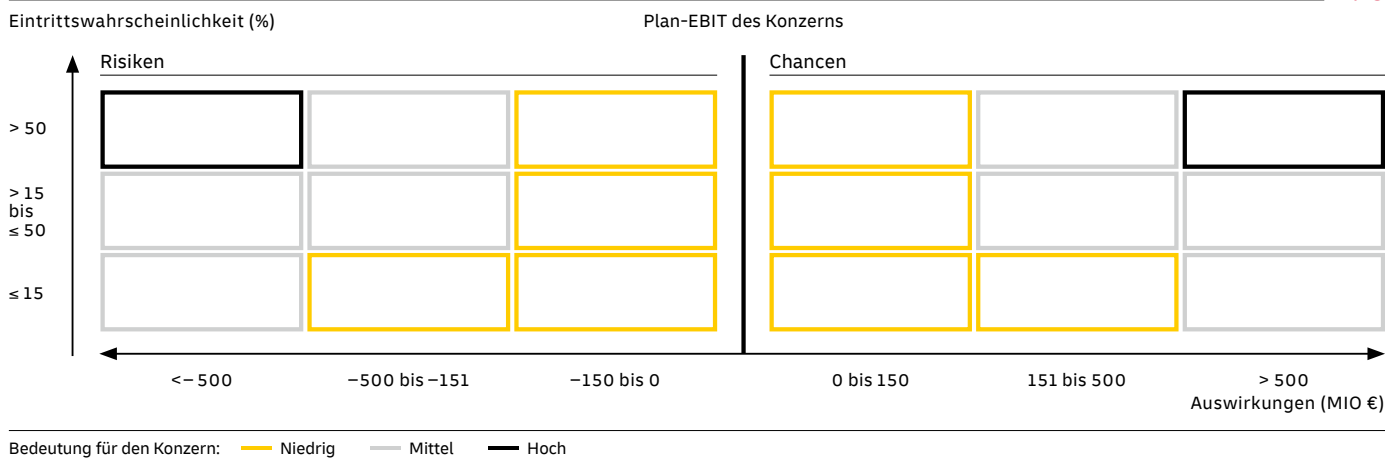 Eintrittswahrscheinlichkeit (%)
Plan-EBIT des Konzerns
Risiken
Chancen
> 50
> 15
bis
≤ 50
≤ 15
<– 500
–500 bis –151
–150 bis 0
0 bis 150
151 bis 500
> 500
Auswirkungen (MIO €)
Bedeutung für den Konzern: Niedrig Mittel Hoch